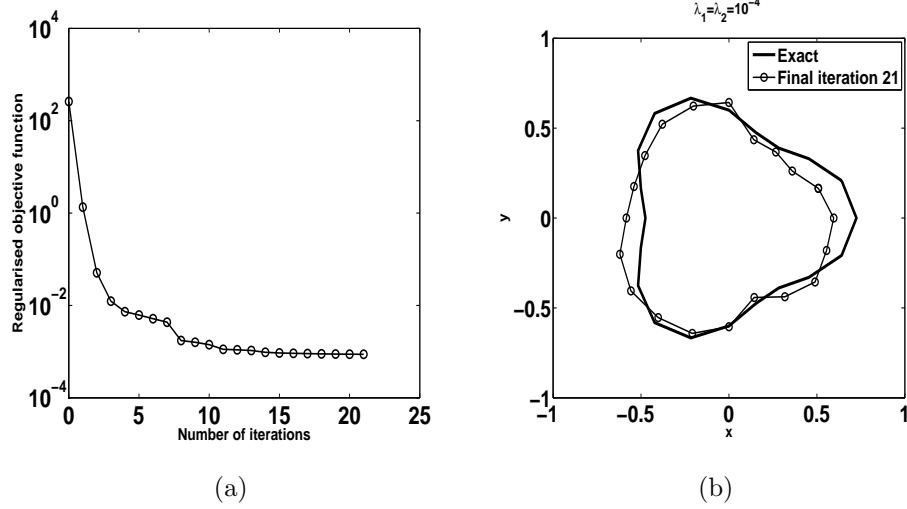 10^4
10^2
10^0
10^-2
10^-4
Regularised objective function
0 5 10 15 20 25
Number of iterations
(a)
λ_1=λ_2=10^-4
1
0.5
0
−0.5
−1
y
−1 −0.5 0 0.5 1
x
Exact
Final iteration 21
(b)